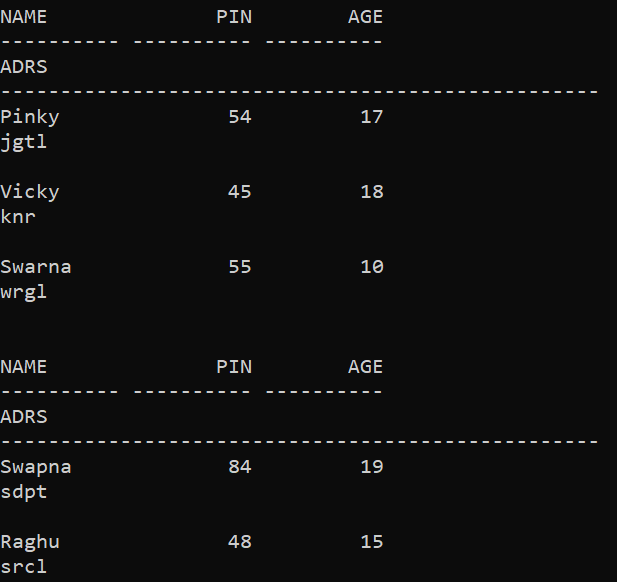 NAME              PIN        AGE
---------- ---------- ----------
ADRS
--------------------------------------------------
Pinky              54         17
jgtl
Vicky              45         18
knr
Swarna             55         10
wrgl
NAME              PIN        AGE
---------- ---------- ----------
ADRS
--------------------------------------------------
Swapna             84         19
sdpt
Raghu              48         15
srcl